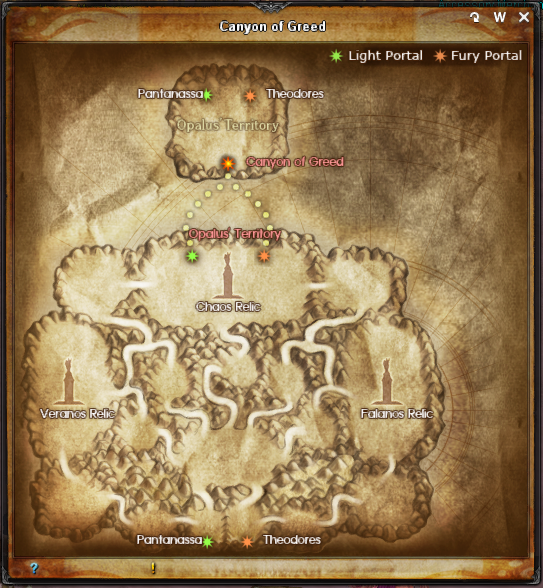 W
Canyon of Greed
Light Portal Fury Portal
Pantanassa Theodores
Opalus' Territory
Canyon of Greed
Opalus' Territory
Chaos Relic
Veranos Relic Falanos Relic
Pantanassa Theodores
? !